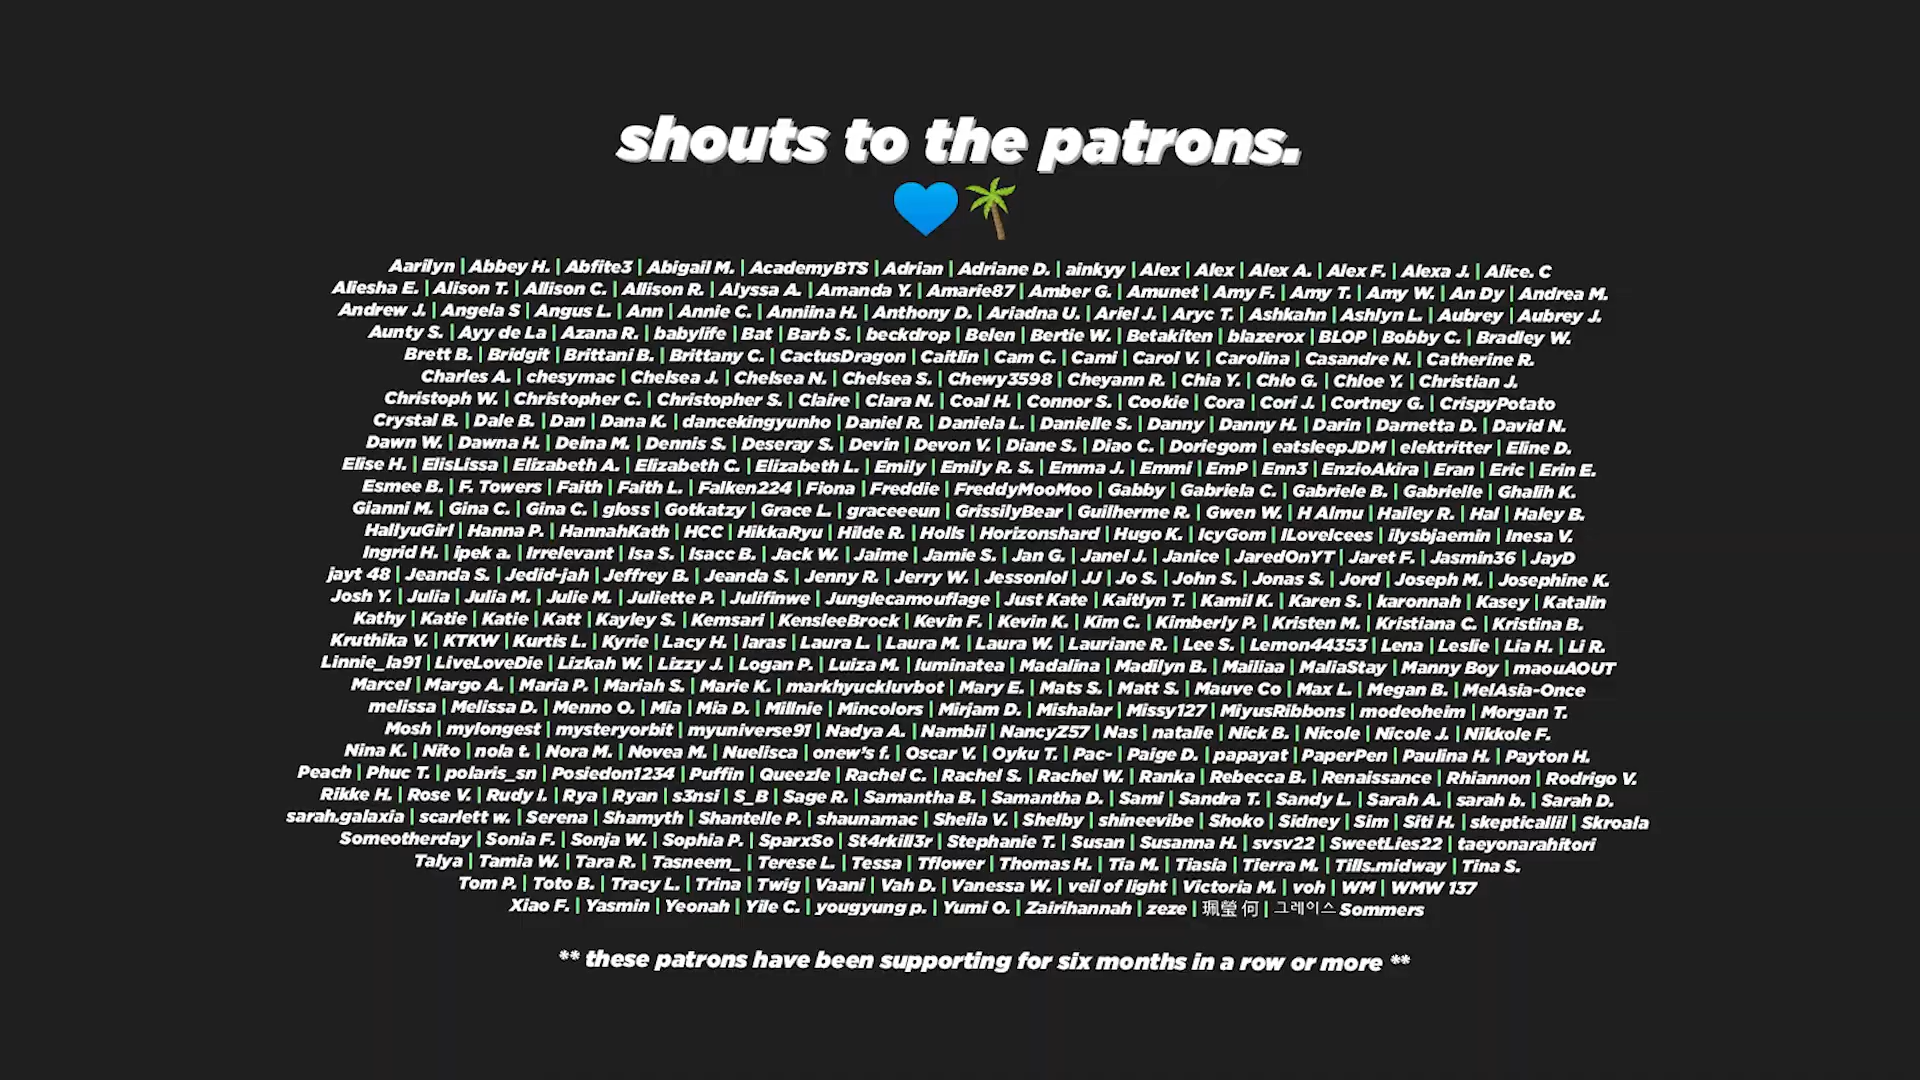 shouts to the patrons.
💙🌴
Aarilyn | Abbey H. | Abfite3 | Abigail M. | AcademyBTS | Adrian | Adriane D. | ainkyy | Alex | Alex | Alex A. | Alex F. | Alexa J. | Alice. C
Aliesha E. | Alison T. | Allison C. | Allison R. | Alyssa A. | Amanda Y. | Amarie87 | Amber G. | Amunet | Amy F. | Amy T. | Amy W. | An Dy | Andrea M.
Andrew J. | Angela S | Angus L. | Ann | Annie C. | Anniina H. | Anthony D. | Ariadna U. | Ariel J. | Aryc T. | Ashkahn | Ashlyn L. | Aubrey | Aubrey J.
Aunty S. | Ayy de La | Azana R. | babylife | Bat | Barb S. | beckdrop | Belen | Bertie W. | Betakiten | blazerox | BLOP | Bobby C. | Bradley W.
Brett B. | Bridgit | Brittani B. | Brittany C. | CactusDragon | Caitlin | Cam C. | Cami | Carol V. | Carolina | Casandre N. | Catherine R.
Charles A. | chesymac | Chelsea J. | Chelsea N. | Chelsea S. | Chewy3598 | Cheyann R. | Chia Y. | Chlo G. | Chloe Y. | Christian J.
Christoph W. | Christopher C. | Christopher S. | Claire | Clara N. | Coal H. | Connor S. | Cookie | Cora | Cori J. | Cortney G. | CrispyPotato
Crystal B. | Dale B. | Dan | Dana K. | dancekingyunho | Daniel R. | Daniela L. | Danielle S. | Danny | Danny H. | Darin | Darnetta D. | David N.
Dawn W. | Dawna H. | Deina M. | Dennis S. | Deseray S. | Devin | Devon V. | Diane S. | Diao C. | Doriegom | eatsleepJDM | elektritter | Eline D.
Elise H. | ElisLissa | Elizabeth A. | Elizabeth C. | Elizabeth L. | Emily | Emily R. S. | Emma J. | Emmi | EmP | Enn3 | EnzioAkira | Eran | Eric | Erin E.
Esmee B. | F. Towers | Faith | Faith L. | Falken224 | Fiona | Freddie | FreddyMooMoo | Gabby | Gabriela C. | Gabriele B. | Gabrielle | Ghalih K.
Gianni M. | Gina C. | Gina C. | gloss | Gotkatzy | Grace L. | graceeeun | GrissilyBear | Guilherme R. | Gwen W. | H Almu | Hailey R. | Hal | Haley B.
HallyuGirl | Hanna P. | HannahKath | HCC | HikkaRyu | Hilde R. | Holls | Horizonshard | Hugo K. | IcyGom | ILoveIcees | ilysbjaemin | Inesa V.
Ingrid H. | ipek a. | Irrelevant | Isa S. | Isacc B. | Jack W. | Jaime | Jamie S. | Jan G. | Janel J. | Janice | JaredOnYT | Jaret F. | Jasmin36 | JayD
jayt 48 | Jeanda S. | Jedid-jah | Jeffrey B. | Jeanda S. | Jenny R. | Jerry W. | Jessonlol | JJ | Jo S. | John S. | Jonas S. | Jord | Joseph M. | Josephine K.
Josh Y. | Julia | Julia M. | Julie M. | Juliette P. | Julifinwe | Junglecamouflage | Just Kate | Kaitlyn T. | Kamil K. | Karen S. | karonnah | Kasey | Katalin
Kathy | Katie | Katie | Katt | Kayley S. | Kemsari | KensleeBrock | Kevin F. | Kevin K. | Kim C. | Kimberly P. | Kristen M. | Kristiana C. | Kristina B.
Kruthika V. | KTKW | Kurtis L. | Kyrie | Lacy H. | laras | Laura L. | Laura M. | Laura W. | Lauriane R. | Lee S. | Lemon44353 | Lena | Leslie | Lia H. | Li R.
Linnie_la91 | LiveLoveDie | Lizkah W. | Lizzy J. | Logan P. | Luiza M. | luminatea | Madalina | Madilyn B. | Mailiaa | MaliaStay | Manny Boy | maouAOUT
Marcel | Margo A. | Maria P. | Mariah S. | Marie K. | markhyuckluvbot | Mary E. | Mats S. | Matt S. | Mauve Co | Max L. | Megan B. | MelAsia-Once
melissa | Melissa D. | Menno O. | Mia | Mia D. | Millnie | Mincolors | Mirjam D. | Mishalar | Missy127 | MiyusRibbons | modeoheim | Morgan T.
Mosh | mylongest | mysteryorbit | myuniverse91 | Nadya A. | Nambii | NancyZ57 | Nas | natalie | Nick B. | Nicole | Nicole J. | Nikkole F.
Nina K. | Nito | nola t. | Nora M. | Novea M. | Nuelisca | onew's f. | Oscar V. | Oyku T. | Pac- | Paige D. | papayat | PaperPen | Paulina H. | Payton H.
Peach | Phuc T. | polaris_sn | Posiedon1234 | Puffin | Queezle | Rachel C. | Rachel S. | Rachel W. | Ranka | Rebecca B. | Renaissance | Rhiannon | Rodrigo V.
Rikke H. | Rose V. | Rudy I. | Rya | Ryan | s3nsi | S_B | Sage R. | Samantha B. | Samantha D. | Sami | Sandra T. | Sandy L. | Sarah A. | sarah b. | Sarah D.
sarah.galaxia | scarlett w. | Serena | Shamyth | Shantelle P. | shaunamac | Sheila V. | Shelby | shineevibe | Shoko | Sidney | Sim | Siti H. | skepticallil | Skroala
Someotherday | Sonia F. | Sonja W. | Sophia P. | SparxSo | St4rkill3r | Stephanie T. | Susan | Susanna H. | svsv22 | SweetLies22 | taeyonarahitori
Talya | Tamia W. | Tara R. | Tasneem_ | Terese L. | Tessa | Tflower | Thomas H. | Tia M. | Tiasia | Tierra M. | Tills.midway | Tina S.
Tom P. | Toto B. | Tracy L. | Trina | Twig | Vaani | Vah D. | Vanessa W. | veil of light | Victoria M. | voh | WM | WMW 137
Xiao F. | Yasmin | Yeonah | Yile C. | yougyung p. | Yumi O. | Zairihannah | zeze | 珮瑩 何 | 그레이스 Sommers
** these patrons have been supporting for six months in a row or more **